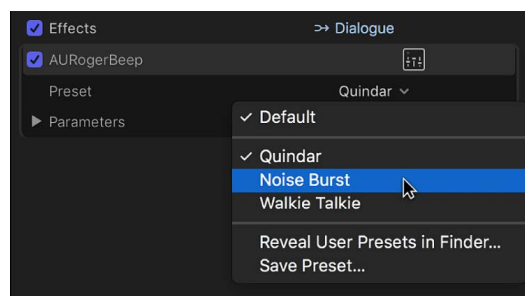 Effects Dialogue
AURogerBeep
Preset Quindar
Parameters
Default
Quindar
Noise Burst
Walkie Talkie
Reveal User Presets in Finder...
Save Preset...